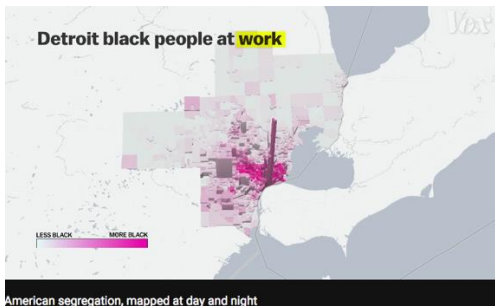 Vox
Detroit black people at work
LESS BLACK MORE BLACK
American segregation, mapped at day and night